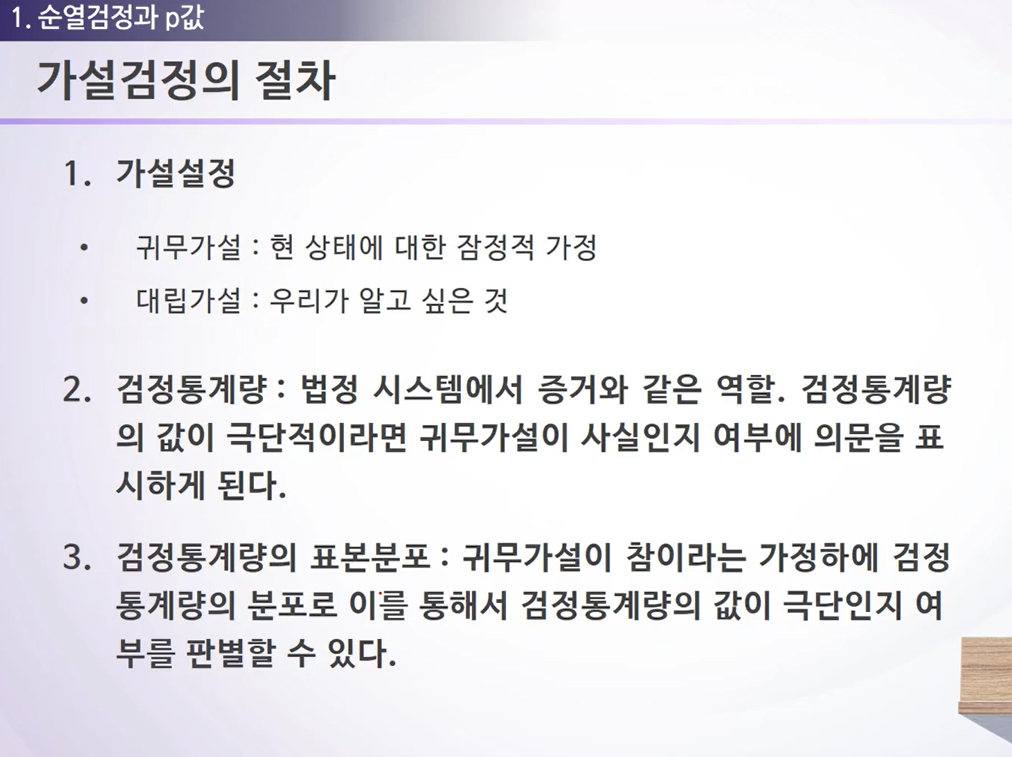 1. 순열검정과 p값
가설검정의 절차
1. 가설설정
• 귀무가설 : 현 상태에 대한 잠정적 가정
• 대립가설 : 우리가 알고 싶은 것
2. 검정통계량 : 법정 시스템에서 증거와 같은 역할. 검정통계량
의 값이 극단적이라면 귀무가설이 사실인지 여부에 의문을 표
시하게 된다.
3. 검정통계량의 표본분포 : 귀무가설이 참이라는 가정하에 검정
통계량의 분포로 이를 통해서 검정통계량의 값이 극단인지 여
부를 판별할 수 있다.